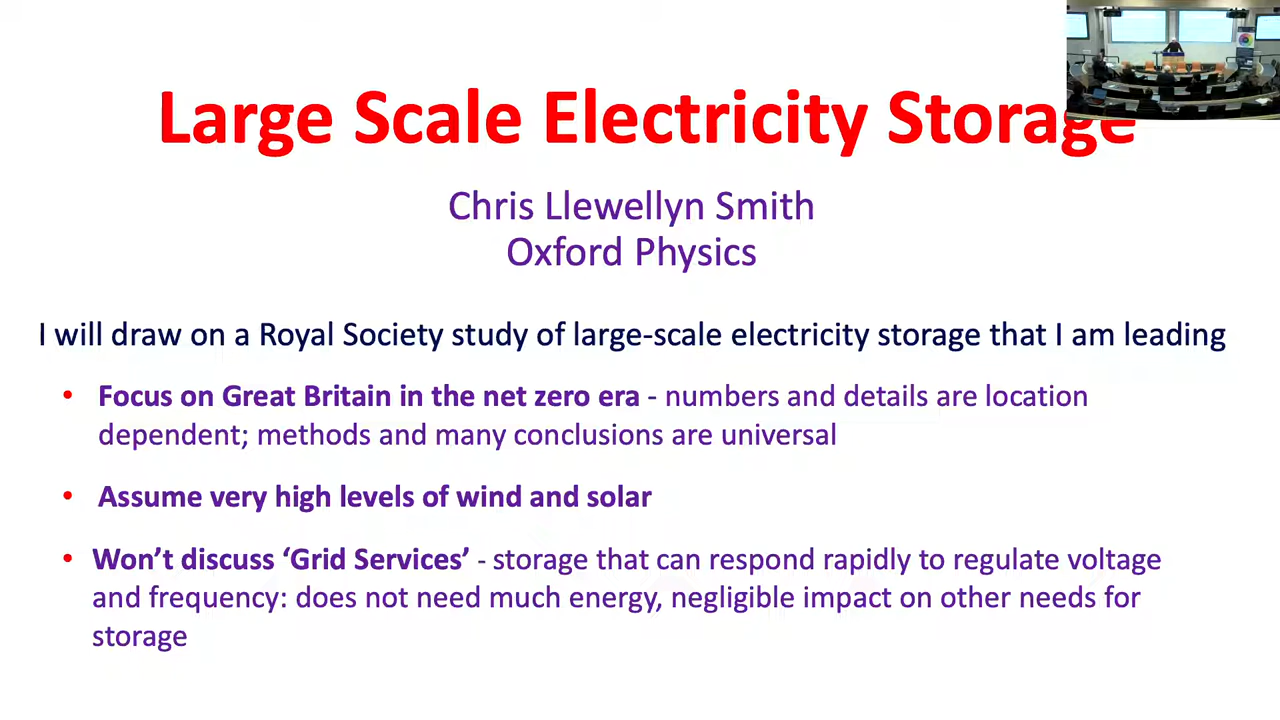 Large Scale Electricity Storage
Chris Llewellyn Smith
Oxford Physics
I will draw on a Royal Society study of large-scale electricity storage that I am leading
• Focus on Great Britain in the net zero era - numbers and details are location
dependent; methods and many conclusions are universal
• Assume very high levels of wind and solar
• Won’t discuss ‘Grid Services’ - storage that can respond rapidly to regulate voltage
and frequency: does not need much energy, negligible impact on other needs for
storage